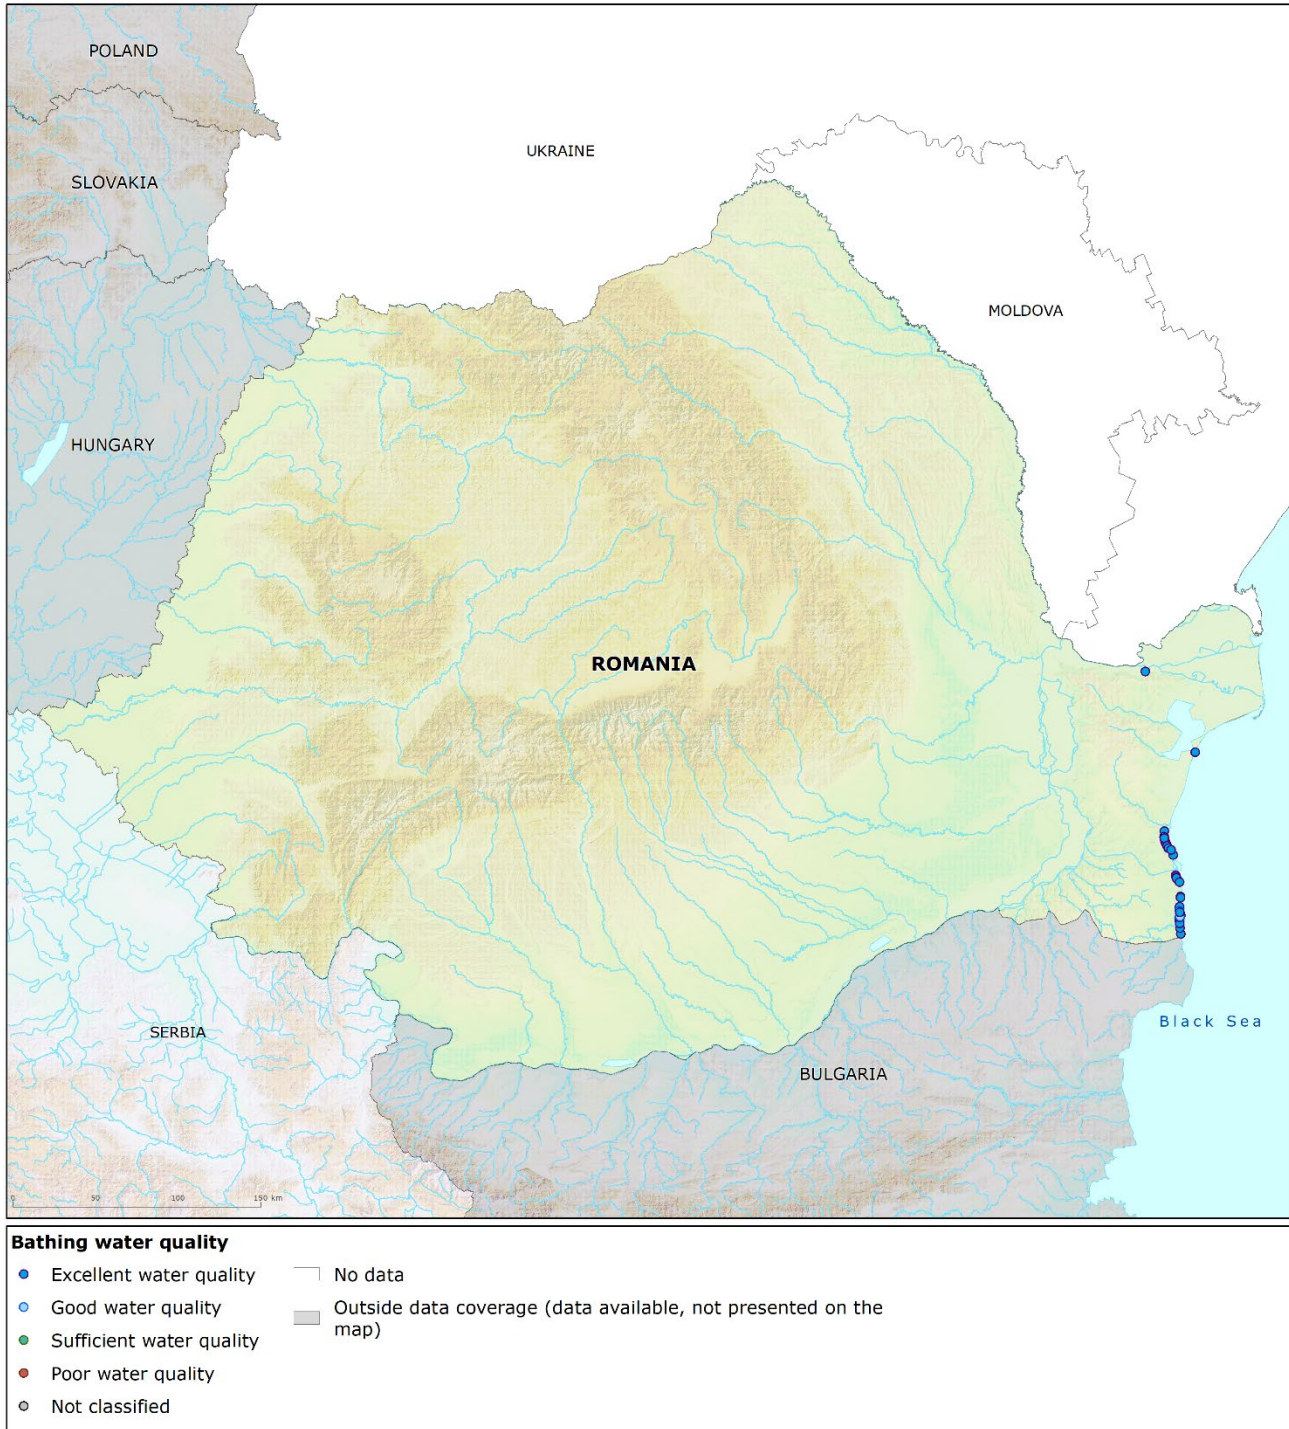 POLAND
UKRAINE
SLOVAKIA
MOLDOVA
HUNGARY
ROMANIA
Black Sea
SERBIA
BULGARIA
0 50 100 150 km
Bathing water quality
Excellent water quality
Good water quality
Sufficient water quality
Poor water quality
Not classified
No data
Outside data coverage (data available, not presented on the
map)